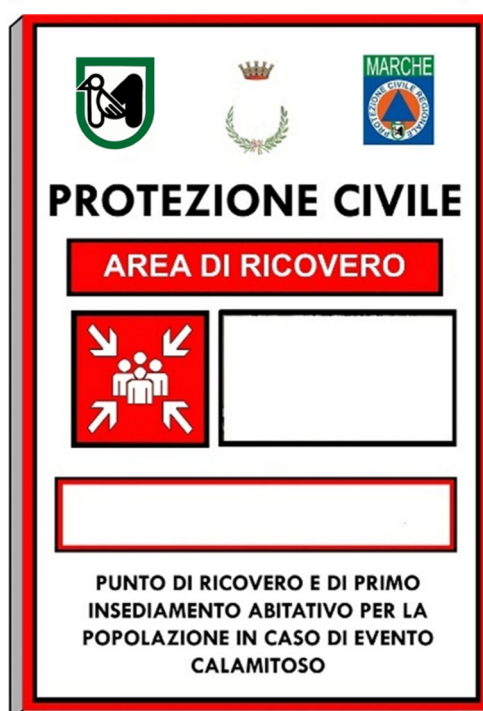 MARCHE
PROTEZIONE CIVILE REGIONALE
PROTEZIONE CIVILE
AREA DI RICOVERO
PUNTO DI RICOVERO E DI PRIMO
INSEDIAMENTO ABITATIVO PER LA
POPOLAZIONE IN CASO DI EVENTO
CALAMITOSO